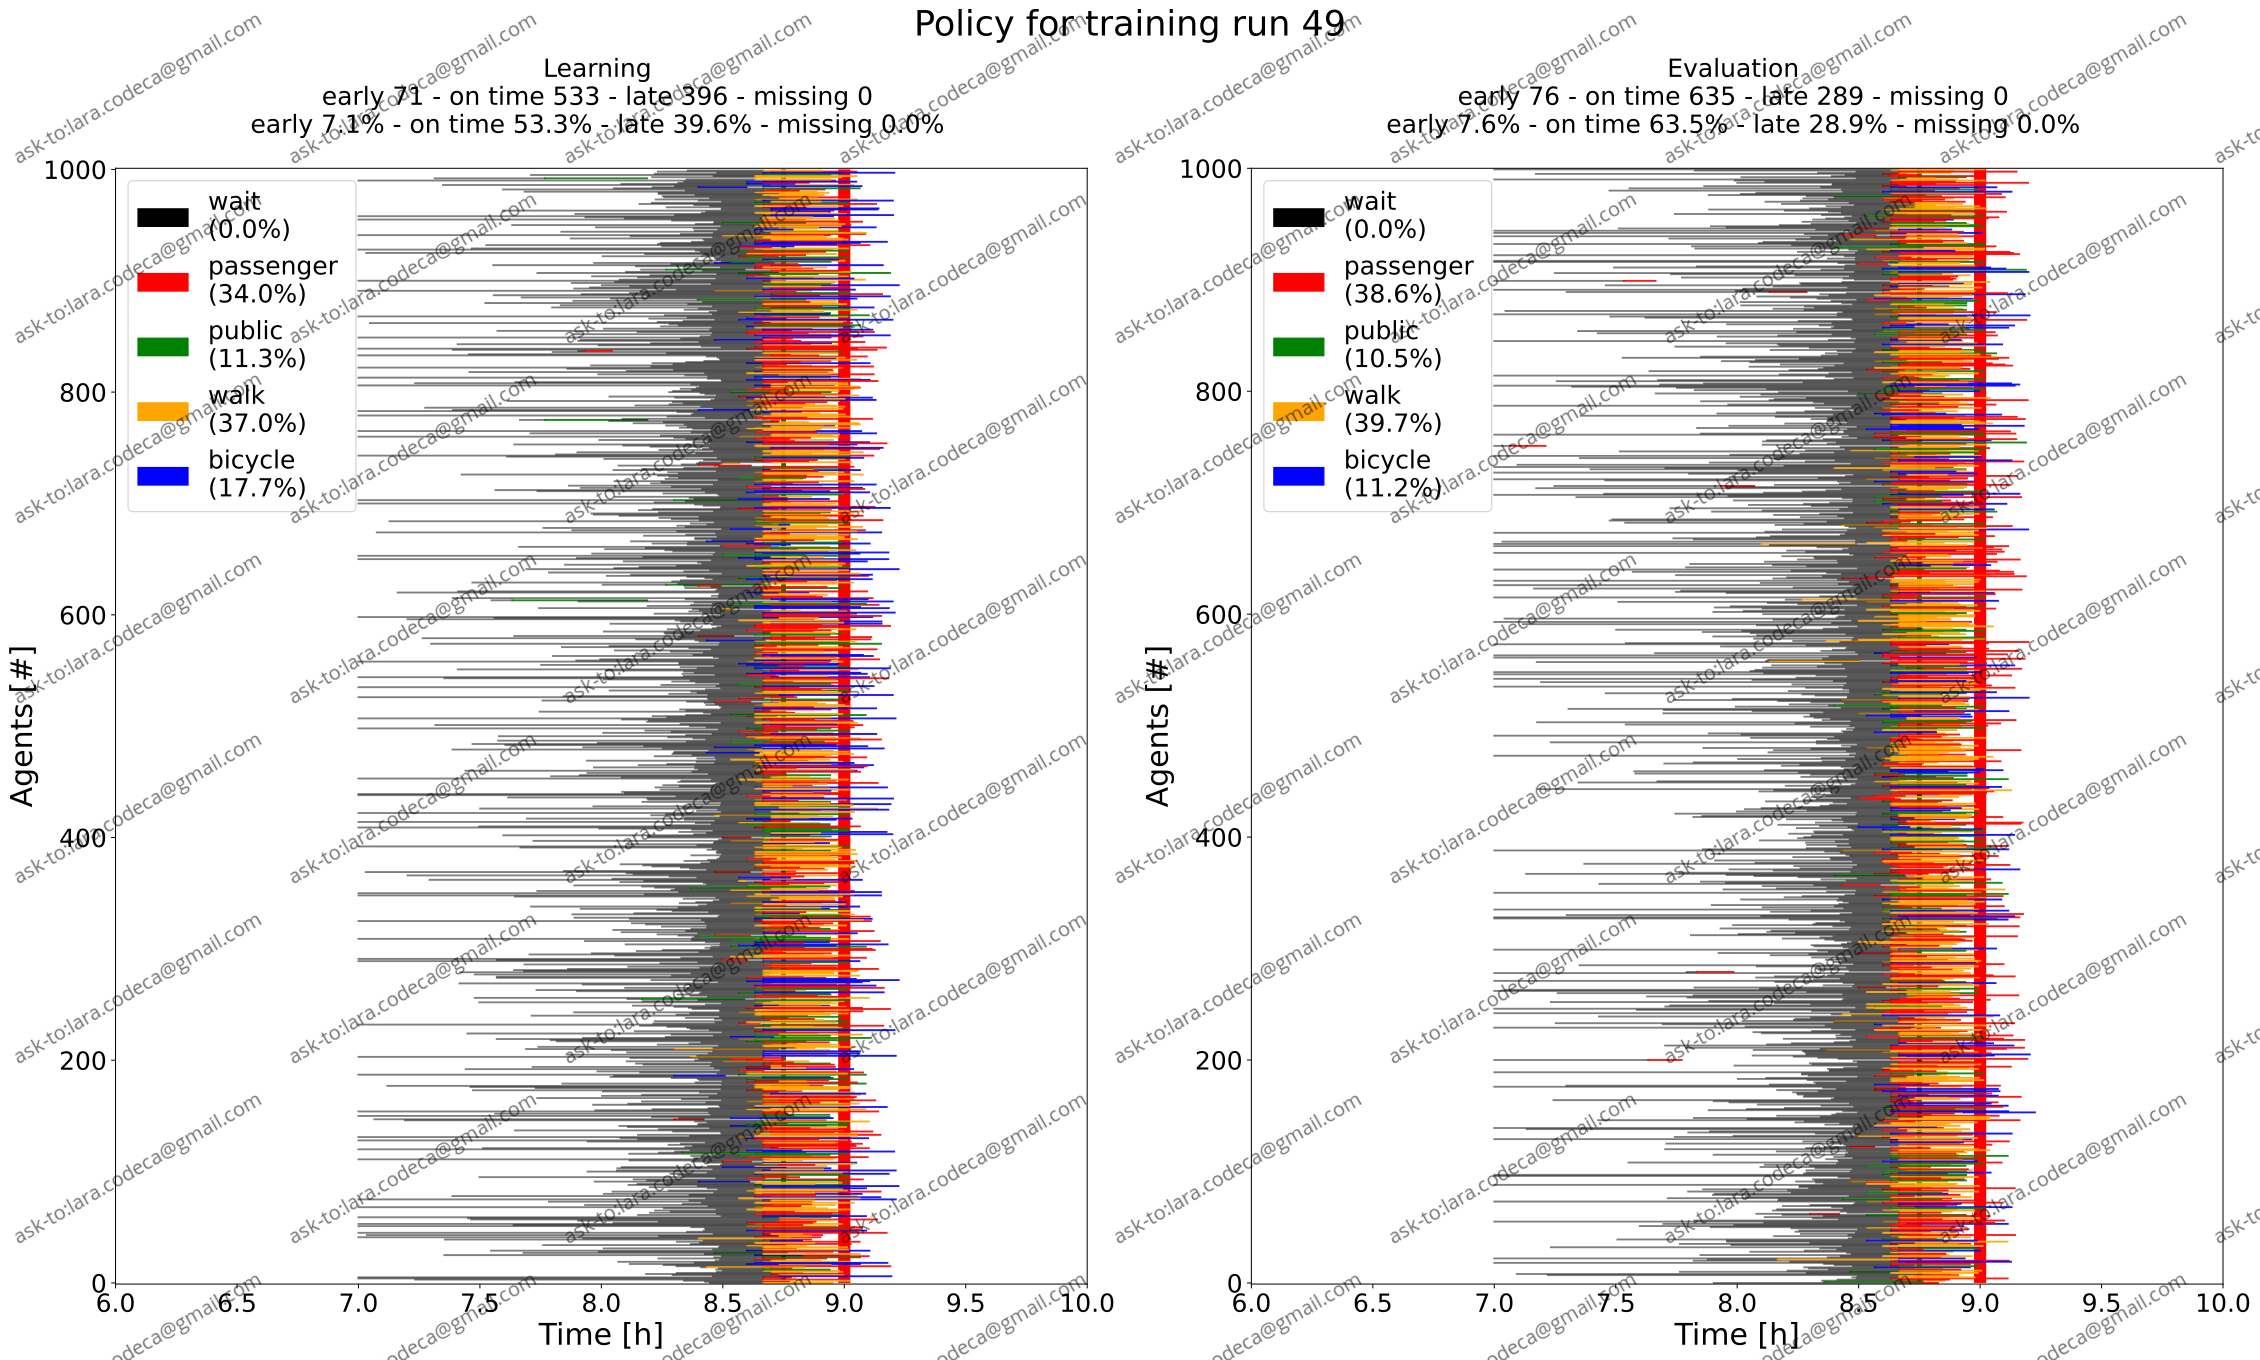 Policy for training run 49
Learning
early 71 - on time 533 - late 396 - missing 0
early 7.1% - on time 53.3% - late 39.6% - missing 0.0%
1000
800
600
400
200
0
Agents [#]
wait
(0.0%)
passenger
(34.0%)
public
(11.3%)
walk
(37.0%)
bicycle
(17.7%)
6.0 6.5 7.0 7.5 8.0 8.5 9.0 9.5 10.0
Time [h]
Evaluation
early 76 - on time 635 - late 289 - missing 0
early 7.6% - on time 63.5% - late 28.9% - missing 0.0%
1000
800
600
400
200
0
Agents [#]
wait
(0.0%)
passenger
(38.6%)
public
(10.5%)
walk
(39.7%)
bicycle
(11.2%)
6.0 6.5 7.0 7.5 8.0 8.5 9.0 9.5 10.0
Time [h]
ask-to:lara.codeca@gmail.com